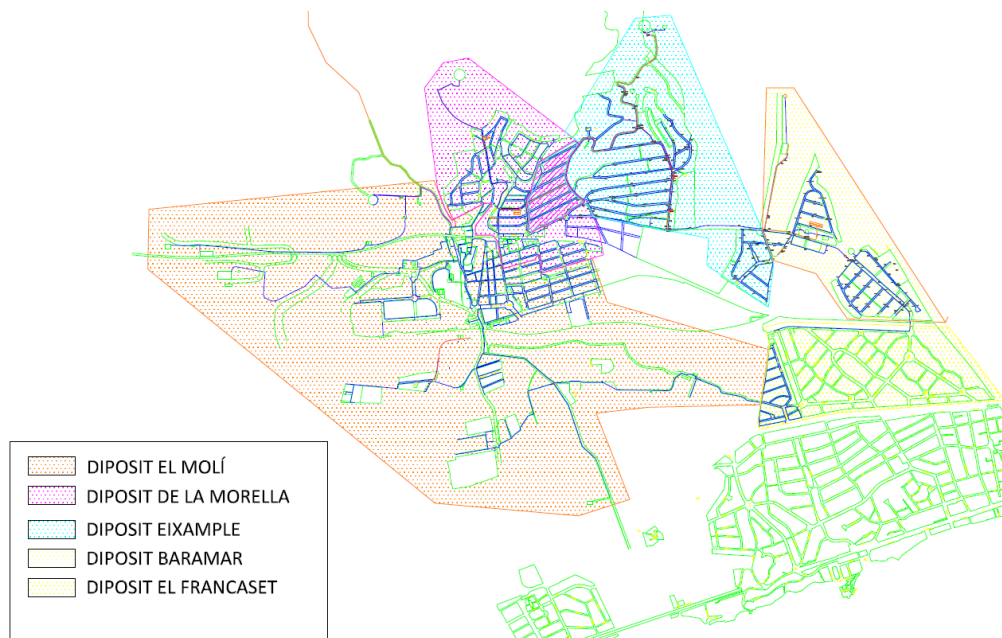 DIPOSIT EL MOLÍ
DIPOSIT DE LA MORELLA
DIPOSIT EIXAMPLE
DIPOSIT BARAMAR
DIPOSIT EL FRANCASET